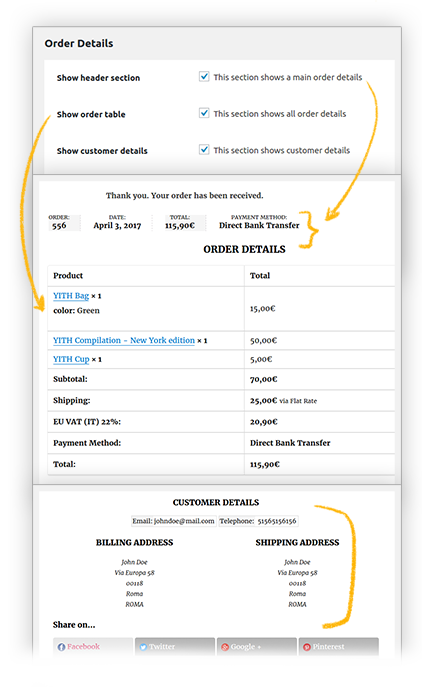 Order Details
Show header section This section shows a main order details
Show order table This section shows all order details
Show customer details This section shows customer details
Thank you. Your order has been received.
ORDER: DATE: TOTAL: PAYMENT METHOD:
556 April 3, 2017 115,90€ Direct Bank Transfer
ORDER DETAILS
Product Total
YITH Bag × 1
color: Green
15,00€
YITH Compilation - New York edition × 1 50,00€
YITH Cup × 1 5,00€
Subtotal: 70,00€
Shipping: 25,00€ via Flat Rate
EU VAT (IT) 22%: 20,90€
Payment Method: Direct Bank Transfer
Total: 115,90€
CUSTOMER DETAILS
Email: johndoe@mail.com Telephone: 51565156156
BILLING ADDRESS SHIPPING ADDRESS
John Doe John Doe
Via Europa 58 Via Europa 58
00118 00118
Roma Roma
ROMA ROMA
Share on...
Facebook Twitter Google + Pinterest